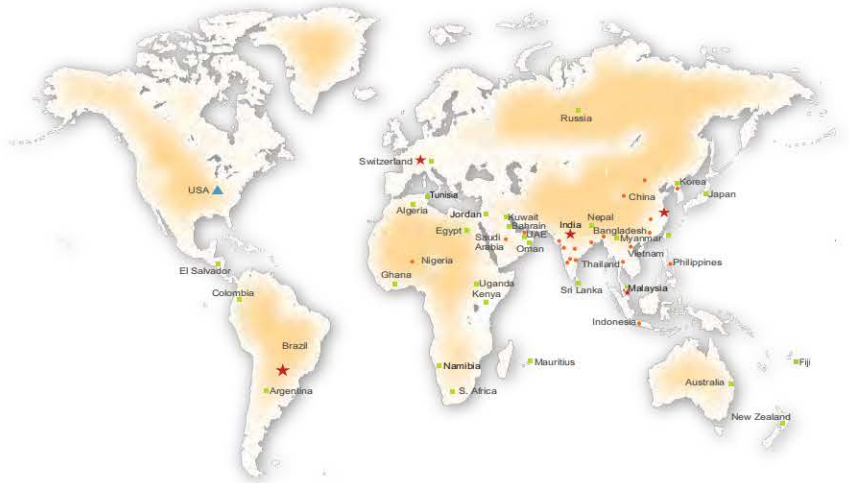 Russia
Switzerland
USA
Korea
Tunisia
China
Japan
Algeria
Jordan
Kuwait
Nepal
Bahrain
India
Egypt
UAE
Bangladesh
Saudi
Arabia
Myanmar
Oman
Vietnam
Nigeria
Thailand
Philippines
El Salvador
Ghana
Uganda
Sri Lanka
Malaysia
Colombia
Kenya
Indonesia
Brazil
Mauritius
Fiji
Namibia
Australia
Argentina
S. Africa
New Zealand